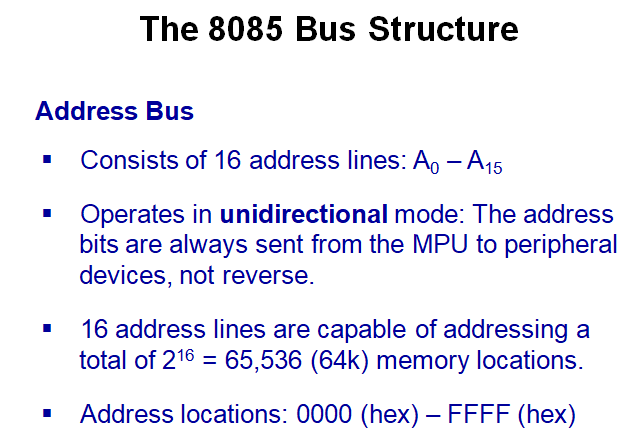 The 8085 Bus Structure
Address Bus
▪ Consists of 16 address lines: A₀ – A₁₅
▪ Operates in unidirectional mode: The address
bits are always sent from the MPU to peripheral
devices, not reverse.
▪ 16 address lines are capable of addressing a
total of 2¹⁶ = 65,536 (64k) memory locations.
▪ Address locations: 0000 (hex) – FFFF (hex)